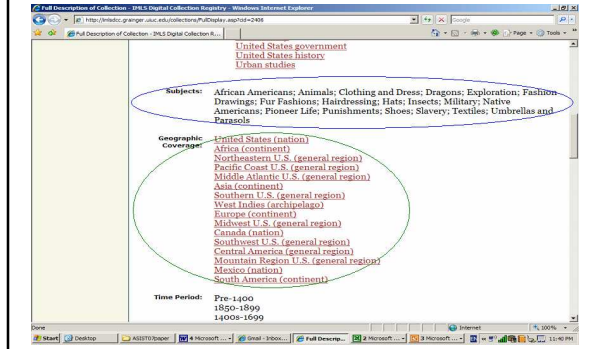 Full Description of Collection - IMLS Digital Collection Registry - Windows Internet Explorer
http://imlsdcc.grainger.uiuc.edu/collections/FullDisplay.asp?cid=2406
Google
Full Description of Collection - IMLS Digital Collection R...
Page
Tools
United States government
United States history
Urban studies
Subjects: African Americans; Animals; Clothing and Dress; Dragons; Exploration; Fashion
Drawings; Fur Fashions; Hairdressing; Hats; Insects; Military; Native
Americans; Pioneer Life; Punishments; Shoes; Slavery; Textiles; Umbrellas and
Parasols
Geographic Coverage: United States (nation)
Africa (continent)
Northeastern U.S. (general region)
Pacific Coast U.S. (general region)
Middle Atlantic U.S. (general region)
Asia (continent)
Southern U.S. (general region)
West Indies (archipelago)
Europe (continent)
Midwest U.S. (general region)
Canada (nation)
Southwest U.S. (general region)
Central America (general region)
Mountain Region U.S. (general region)
Mexico (nation)
South America (continent)
Time Period: Pre-1400
1850-1899
1400s-1699
Done
Internet
100%
Start
Desktop
ASIST07paper
4 Microsoft ...
Gmail - Inbox...
Full Descrip...
2 Microsoft ...
3 Microsoft ...
11:40 PM